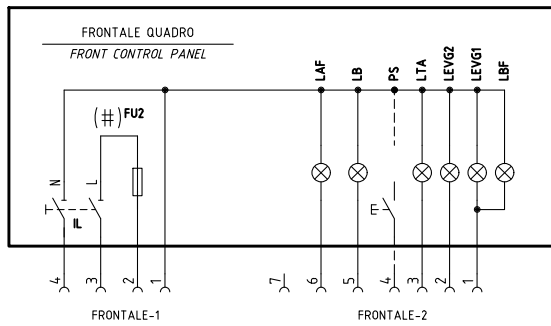 FRONTALE QUADRO
FRONT CONTROL PANEL
LAF
LB
PS
LTA
LEVG2
LEVG1
LBF
(#) FU2
N
L
IL
4
3
2
1
7
6
5
4
3
2
1
FRONTALE-1
FRONTALE-2